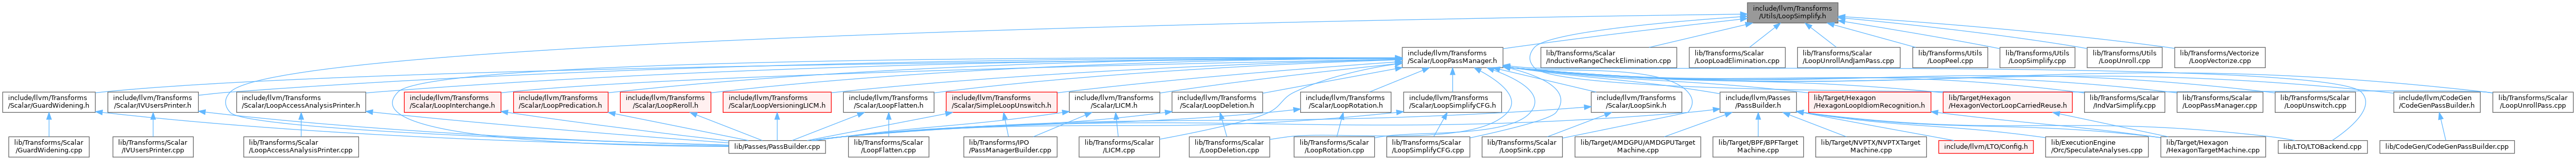 include/llvm/Transforms
/Utils/LoopSimplify.h
include/llvm/Transforms
/Scalar/LoopPassManager.h
lib/Transforms/Scalar
/InductiveRangeCheckElimination.cpp
lib/Transforms/Scalar
/LoopLoadElimination.cpp
lib/Transforms/Scalar
/LoopUnrollAndJamPass.cpp
lib/Transforms/Utils
/LoopPeel.cpp
lib/Transforms/Utils
/LoopSimplify.cpp
lib/Transforms/Utils
/LoopUnroll.cpp
lib/Transforms/Vectorize
/LoopVectorize.cpp
include/llvm/Transforms
/Scalar/GuardWidening.h
include/llvm/Transforms
/Scalar/IVUsersPrinter.h
include/llvm/Transforms
/Scalar/LoopAccessAnalysisPrinter.h
include/llvm/Transforms
/Scalar/LoopInterchange.h
include/llvm/Transforms
/Scalar/LoopPredication.h
include/llvm/Transforms
/Scalar/LoopReroll.h
include/llvm/Transforms
/Scalar/LoopVersioningLICM.h
include/llvm/Transforms
/Scalar/LoopFlatten.h
include/llvm/Transforms
/Scalar/SimpleLoopUnswitch.h
include/llvm/Transforms
/Scalar/LICM.h
include/llvm/Transforms
/Scalar/LoopDeletion.h
include/llvm/Transforms
/Scalar/LoopRotation.h
include/llvm/Transforms
/Scalar/LoopSimplifyCFG.h
include/llvm/Transforms
/Scalar/LoopSink.h
include/llvm/Passes
/PassBuilder.h
lib/Target/Hexagon
/HexagonLoopIdiomRecognition.h
lib/Target/Hexagon
/HexagonVectorLoopCarriedReuse.h
lib/Transforms/Scalar
/IndVarSimplify.cpp
lib/Transforms/Scalar
/LoopPassManager.cpp
lib/Transforms/Scalar
/LoopUnswitch.cpp
include/llvm/CodeGen
/CodeGenPassBuilder.h
lib/Transforms/Scalar
/LoopUnrollPass.cpp
lib/Transforms/Scalar
/GuardWidening.cpp
lib/Transforms/Scalar
/IVUsersPrinter.cpp
lib/Transforms/Scalar
/LoopAccessAnalysisPrinter.cpp
lib/Passes/PassBuilder.cpp
lib/Transforms/Scalar
/LoopFlatten.cpp
lib/Transforms/IPO
/PassManagerBuilder.cpp
lib/Transforms/Scalar
/LICM.cpp
lib/Transforms/Scalar
/LoopDeletion.cpp
lib/Transforms/Scalar
/LoopRotation.cpp
lib/Transforms/Scalar
/LoopSimplifyCFG.cpp
lib/Transforms/Scalar
/LoopSink.cpp
lib/Target/AMDGPU/AMDGPUTarget
Machine.cpp
lib/Target/BPF/BPFTarget
Machine.cpp
lib/Target/NVPTX/NVPTXTarget
Machine.cpp
include/llvm/LTO/Config.h
lib/ExecutionEngine
/Orc/SpeculateAnalyses.cpp
lib/Target/Hexagon
/HexagonTargetMachine.cpp
lib/LTO/LTOBackend.cpp
lib/CodeGen/CodeGenPassBuilder.cpp